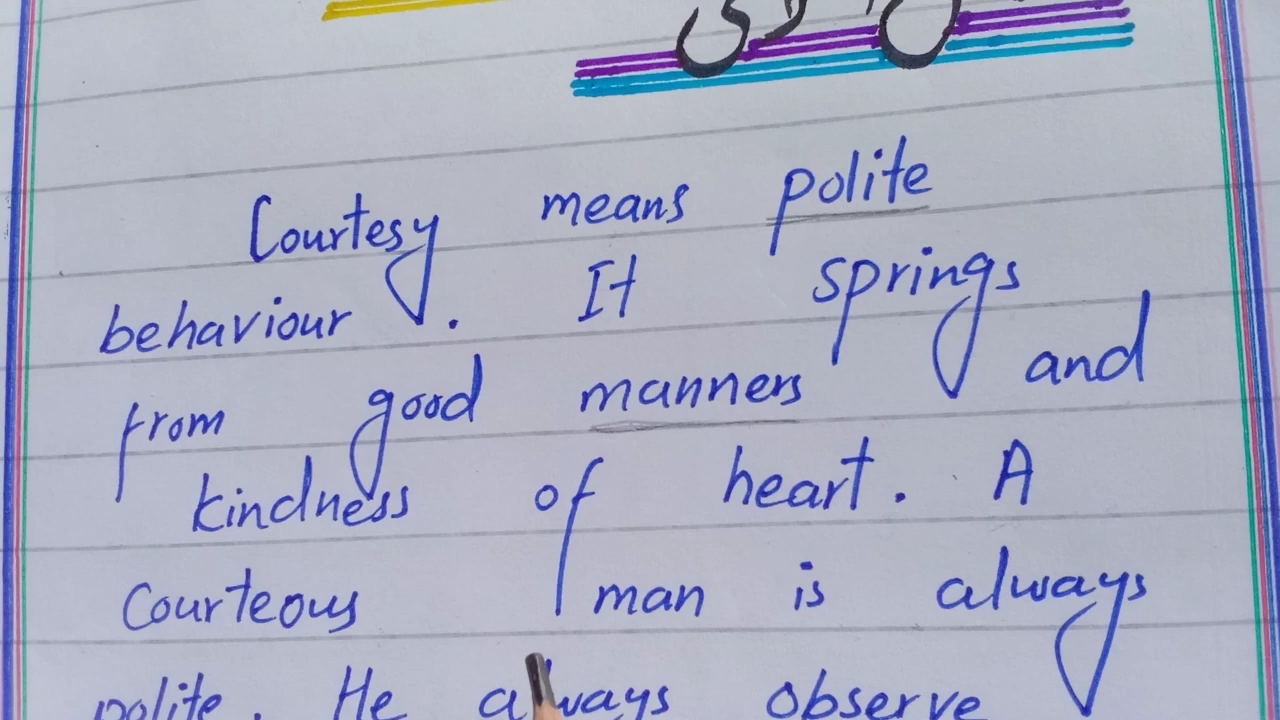 Courtesy means polite
behaviour. It springs
from good manners and
kindness of heart. A
Courteous man is always
polite. He always observe